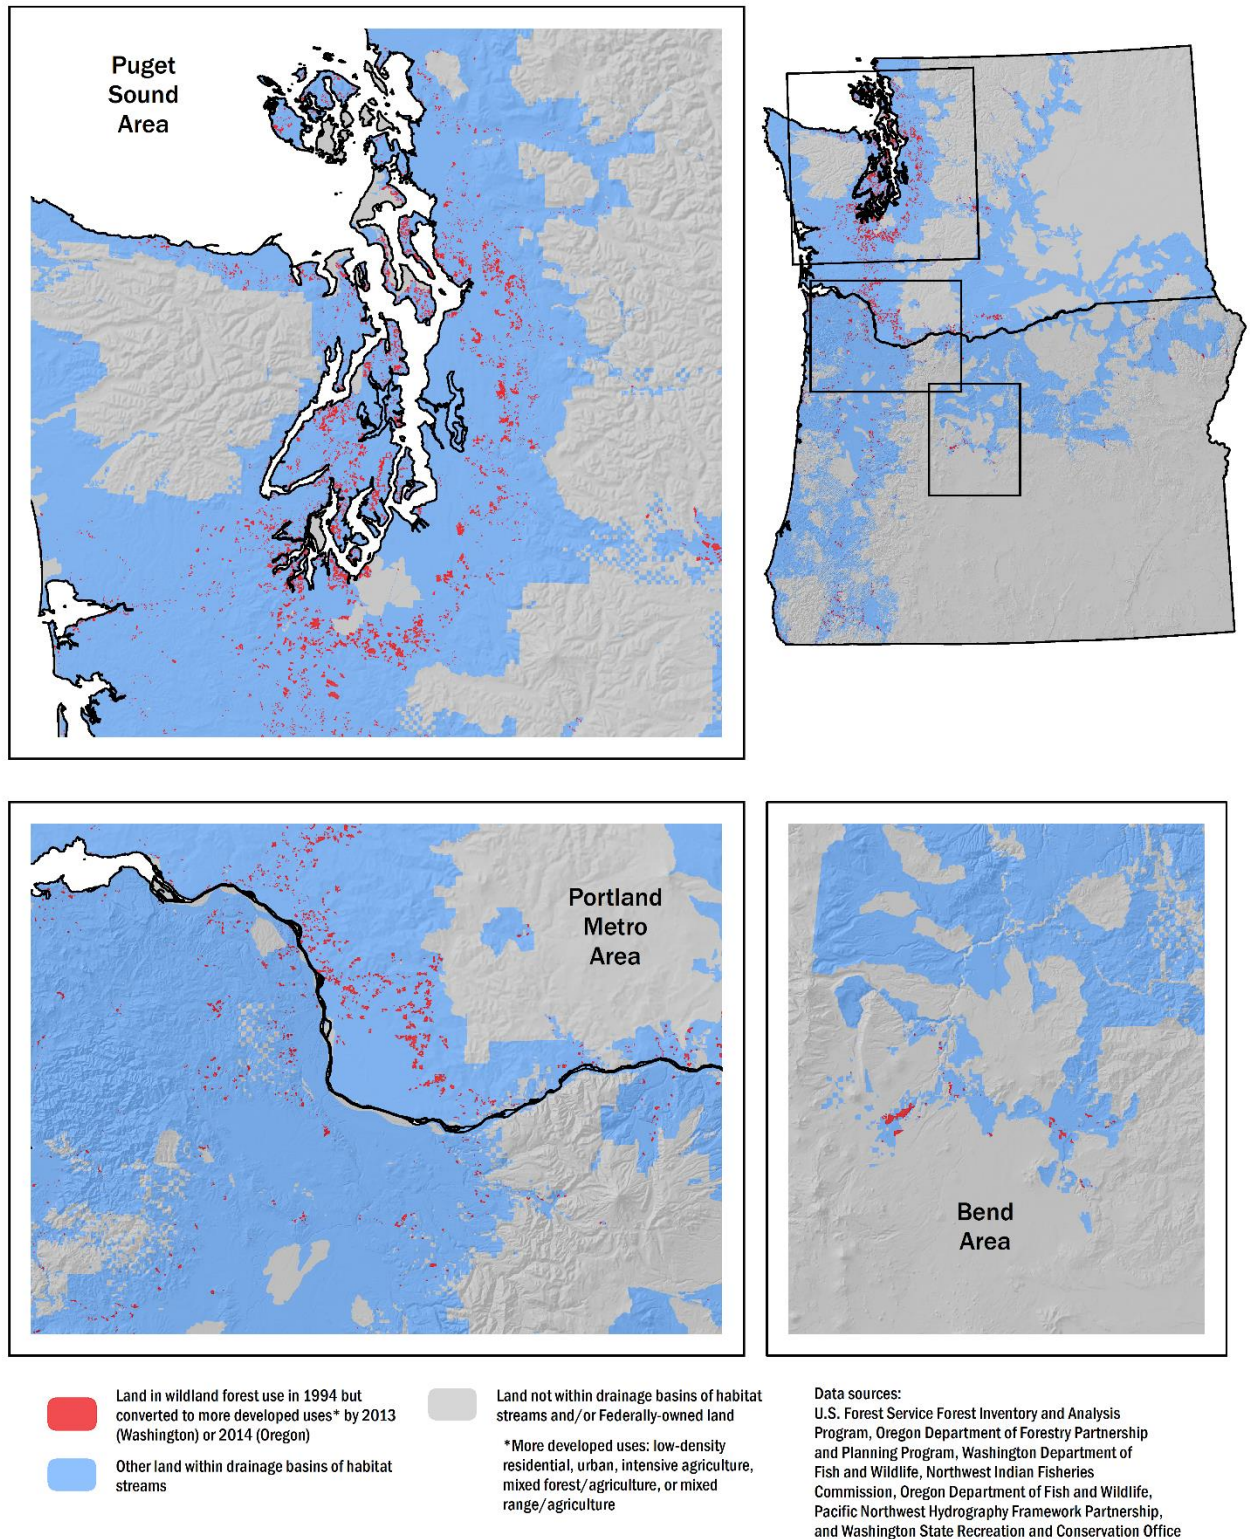 Puget
Sound
Area
Portland
Metro
Area
Bend
Area
Land in wildland forest use in 1994 but
converted to more developed uses* by 2013
(Washington) or 2014 (Oregon)
Other land within drainage basins of habitat
streams
Land not within drainage basins of habitat
streams and/or Federally-owned land
*More developed uses: low-density
residential, urban, intensive agriculture,
mixed forest/agriculture, or mixed
range/agriculture
Data sources:
U.S. Forest Service Forest Inventory and Analysis
Program, Oregon Department of Forestry Partnership
and Planning Program, Washington Department of
Fish and Wildlife, Northwest Indian Fisheries
Commission, Oregon Department of Fish and Wildlife,
Pacific Northwest Hydrography Framework Partnership,
and Washington State Recreation and Conservation Office